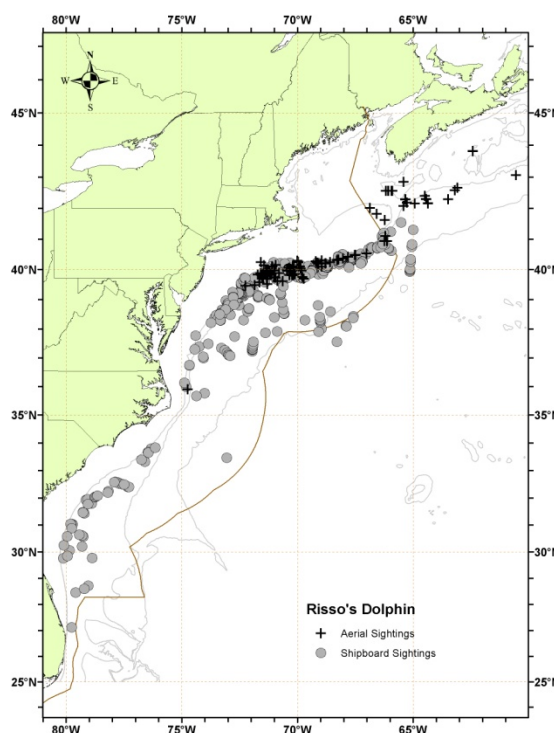 80°W 75°W 70°W 65°W
N
W E
S
45°N 45°N
40°N 40°N
35°N 35°N
30°N 30°N
Risso's Dolphin
Aerial Sightings
Shipboard Sightings
25°N 25°N
80°W 75°W 70°W 65°W